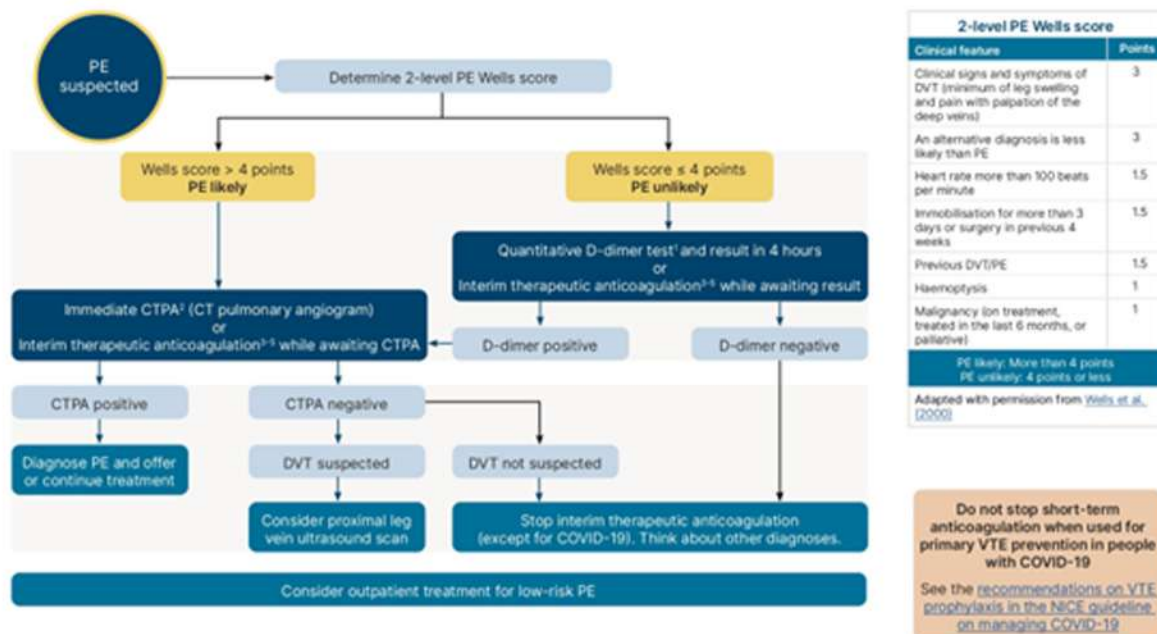 PE
suspected
Determine 2-level PE Wells score
Wells score > 4 points
PE likely
Wells score ≤ 4 points
PE unlikely
Quantitative D-dimer test¹ and result in 4 hours
or
Interim therapeutic anticoagulation³⁻⁵ while awaiting result
Immediate CTPA² (CT pulmonary angiogram)
or
Interim therapeutic anticoagulation³⁻⁵ while awaiting CTPA
D-dimer positive
D-dimer negative
CTPA positive
CTPA negative
Diagnose PE and offer
or continue treatment
DVT suspected
DVT not suspected
Consider proximal leg
vein ultrasound scan
Stop interim therapeutic anticoagulation
(except for COVID-19). Think about other diagnoses.
Consider outpatient treatment for low-risk PE
2-level PE Wells score
Clinical feature Points
Clinical signs and symptoms of 3
DVT (minimum of leg swelling
and pain with palpation of the
deep veins)
An alternative diagnosis is less 3
likely than PE
Heart rate more than 100 beats 1.5
per minute
Immobilisation for more than 3 1.5
days or surgery in previous 4
weeks
Previous DVT/PE 1.5
Haemoptysis 1
Malignancy (on treatment, 1
treated in the last 6 months, or
palliative)
PE likely: More than 4 points
PE unlikely: 4 points or less
Adapted with permission from Wells et al.
(2000)
Do not stop short-term
anticoagulation when used for
primary VTE prevention in people
with COVID-19
See the recommendations on VTE
prophylaxis in the NICE guideline
on managing COVID-19